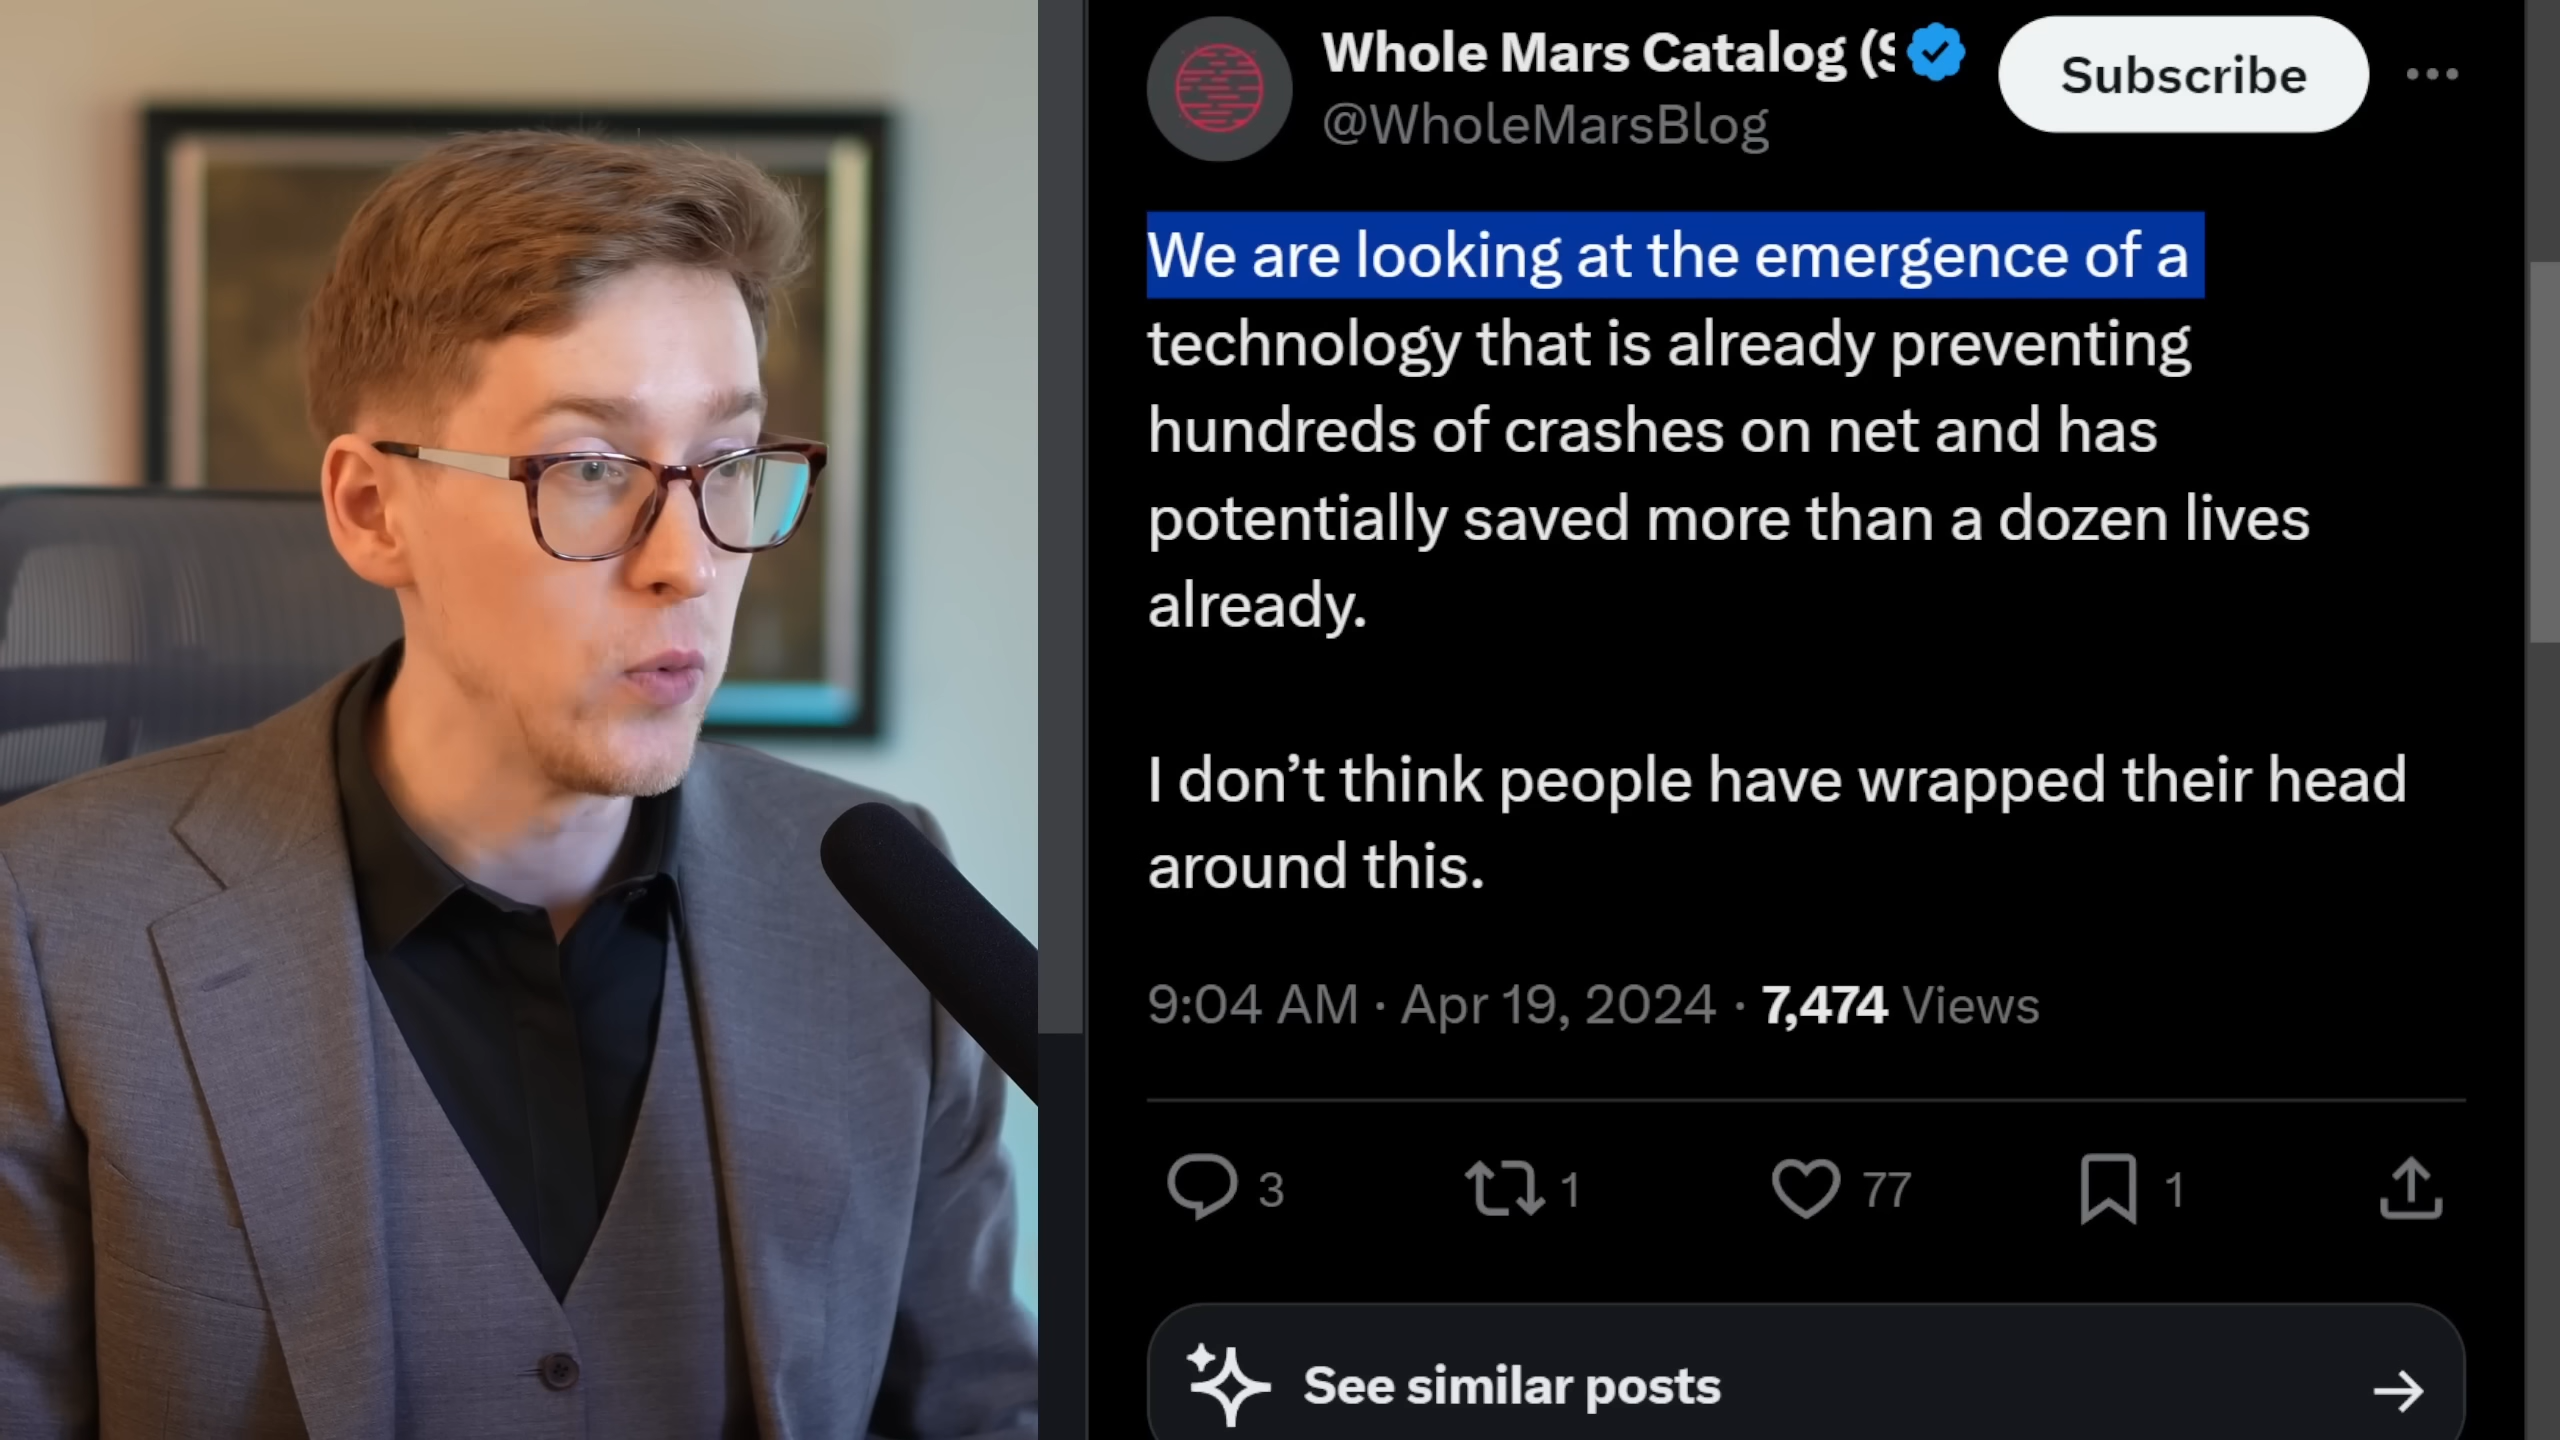 Whole Mars Catalog (S
Subscribe
@WholeMarsBlog
We are looking at the emergence of a
technology that is already preventing
hundreds of crashes on net and has
potentially saved more than a dozen lives
already.
I don’t think people have wrapped their head
around this.
9:04 AM · Apr 19, 2024 · 7,474 Views
3
1
77
1
See similar posts